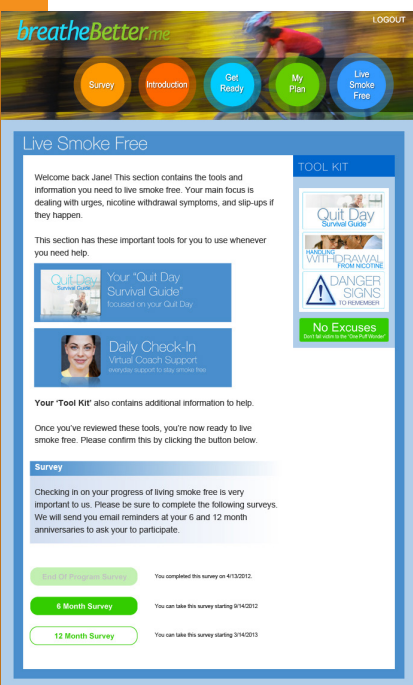 breatheBetter.me
LOGOUT
Survey
Introduction
Get
Ready
My
Plan
Live
Smoke
Free
Live Smoke Free
Welcome back Jane! This section contains the tools and
information you need to live smoke free. Your main focus is
dealing with urges, nicotine withdrawal symptoms, and slip-ups if
they happen.
This section has these important tools for you to use whenever
you need help.
Quit Day
Survival Guide
Your "Quit Day
Survival Guide"
focused on your Quit Day
Daily Check-In
Virtual Coach Support
everyday support to stay smoke free
Your 'Tool Kit' also contains additional information to help.
Once you've reviewed these tools, you're now ready to live
smoke free. Please confirm this by clicking the button below.
Survey
Checking in on your progress of living smoke free is very
important to us. Please be sure to complete the following surveys.
We will send you email reminders at your 6 and 12 month
anniversaries to ask your to participate.
End Of Program Survey
You completed this survey on 4/13/2012.
6 Month Survey
You can take this survey starting 9/14/2012
12 Month Survey
You can take this survey starting 3/14/2013
TOOL KIT
Quit Day
Survival Guide
HANDLING
WITHDRAWAL
FROM NICOTINE
DANGER
SIGNS
TO REMEMBER
No Excuses
Don't fall victim to the "One Puff Wonder"